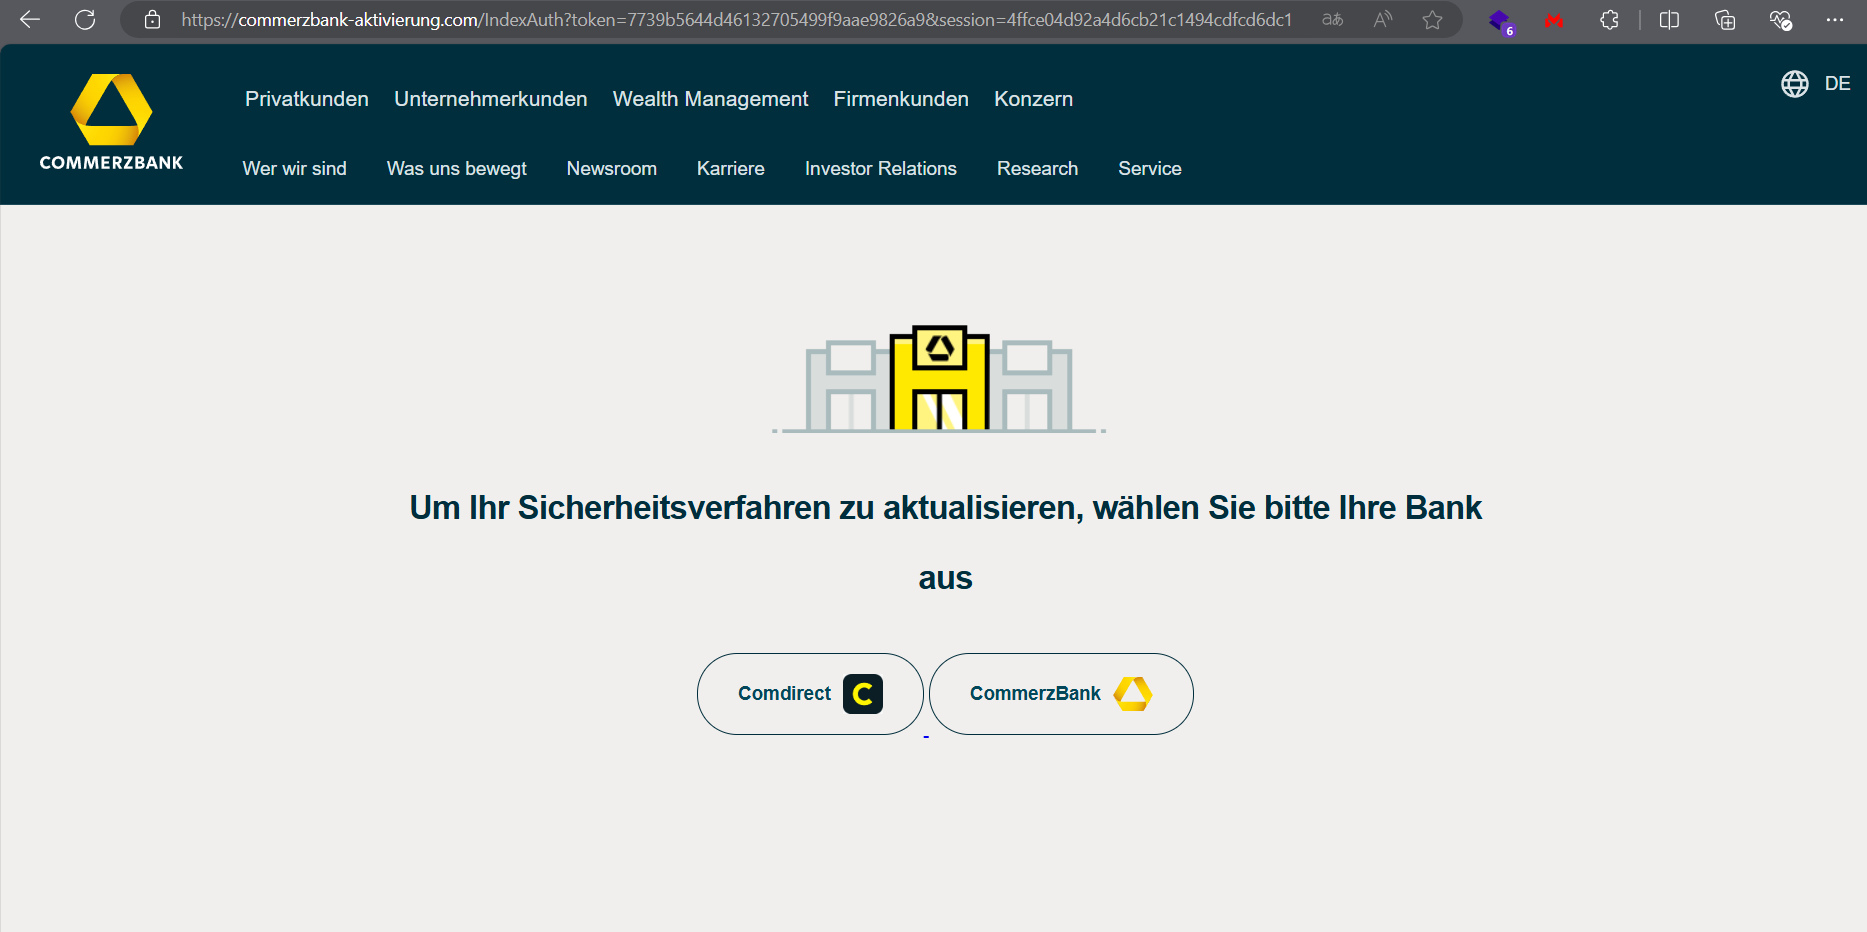 https://commerzbank-aktivierung.com/IndexAuth?token=7739b5644d46132705499f9aae9826a9&session=4ffce04d92a4d6cb21c1494cdfcd6dc1
aあ
A
6
Privatkunden Unternehmerkunden Wealth Management Firmenkunden Konzern
DE
COMMERZBANK
Wer wir sind Was uns bewegt Newsroom Karriere Investor Relations Research Service
Um Ihr Sicherheitsverfahren zu aktualisieren, wählen Sie bitte Ihre Bank
aus
Comdirect C CommerzBank